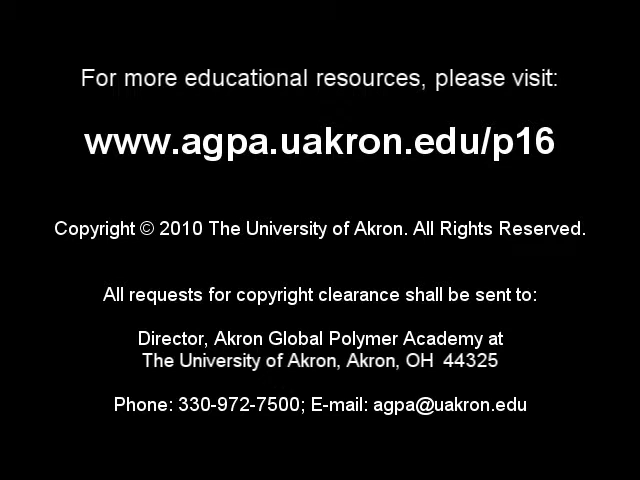 For more educational resources, please visit:
www.agpa.uakron.edu/p16
Copyright © 2010 The University of Akron. All Rights Reserved.
All requests for copyright clearance shall be sent to:
Director, Akron Global Polymer Academy at
The University of Akron, Akron, OH 44325
Phone: 330-972-7500; E-mail: agpa@uakron.edu